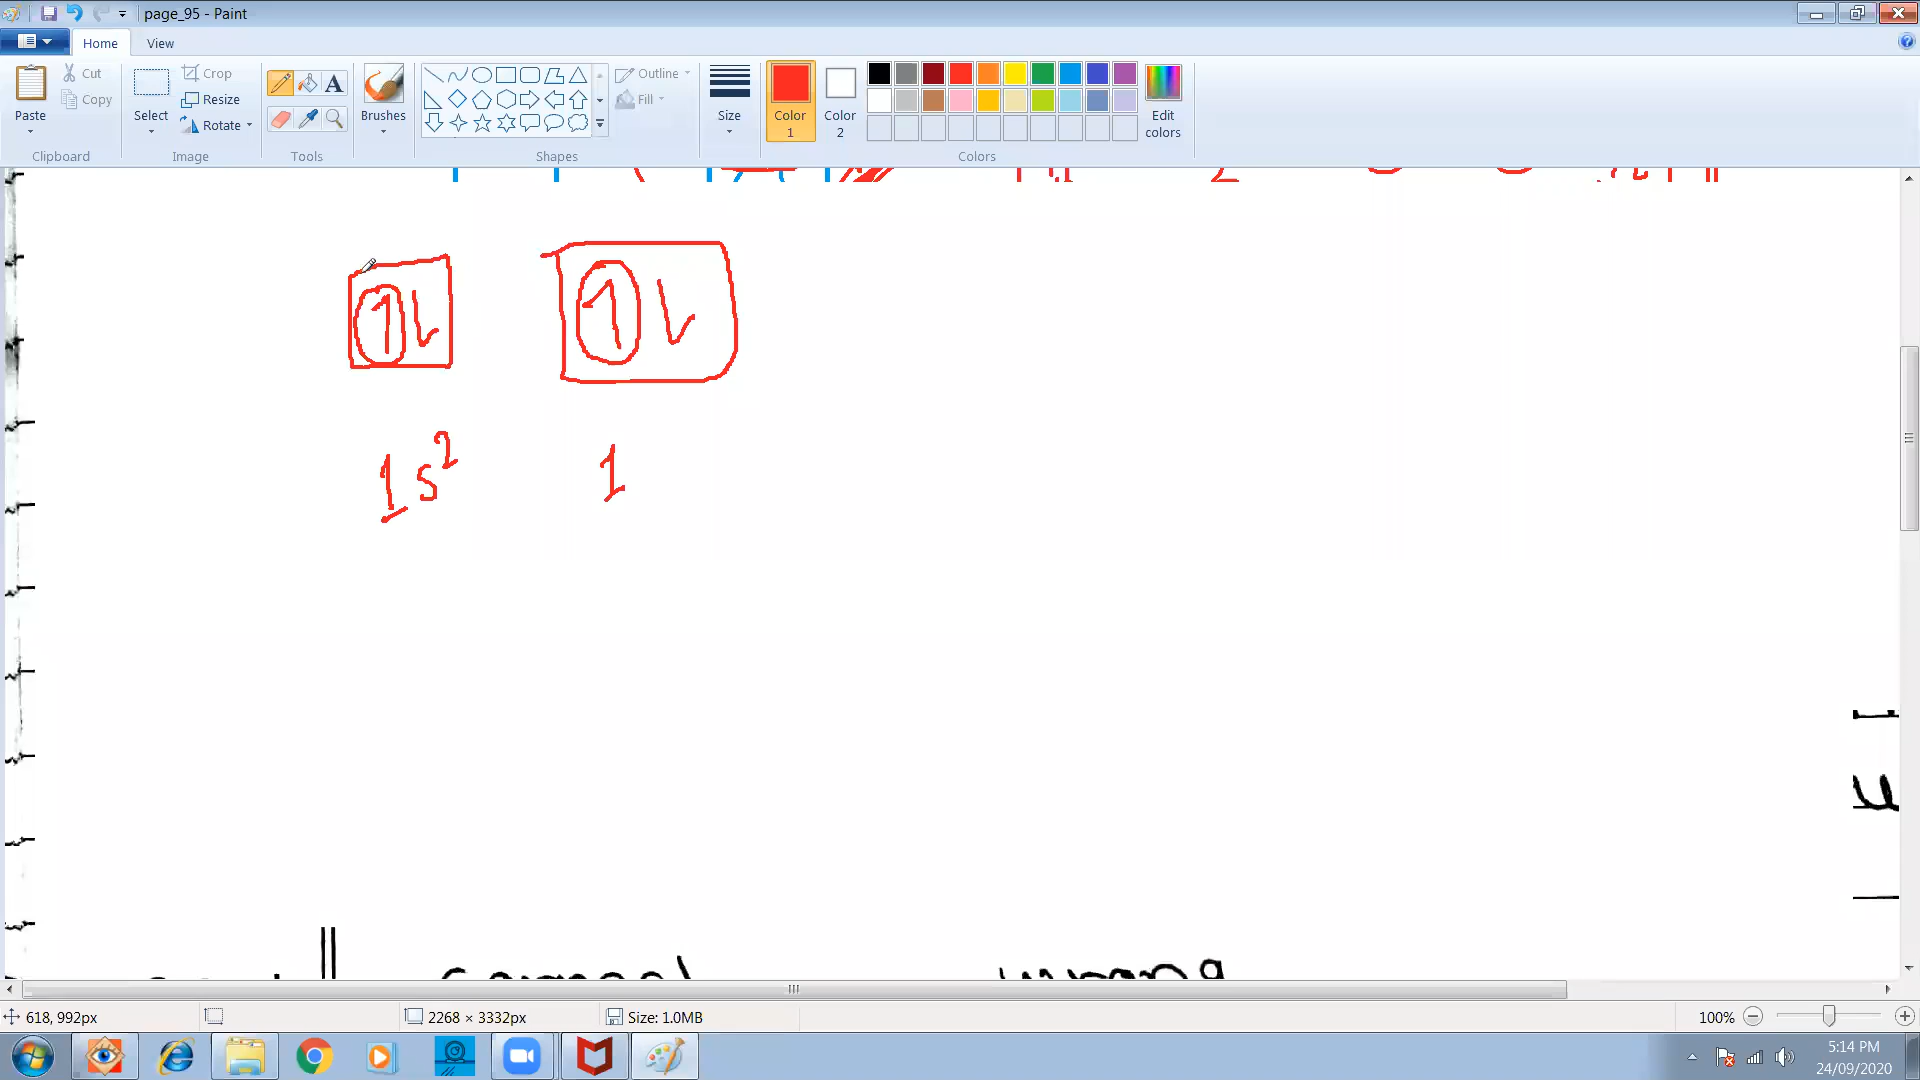 page_95 - Paint
Home View
Paste Cut Copy Clipboard
Select Crop Resize Rotate Image
Tools
Brushes
Outline Fill Shapes
Size
Color 1 Color 2 Edit colors Colors
1s² 1
618, 992px 2268 × 3332px Size: 1.0MB 100%
5:14 PM
24/09/2020